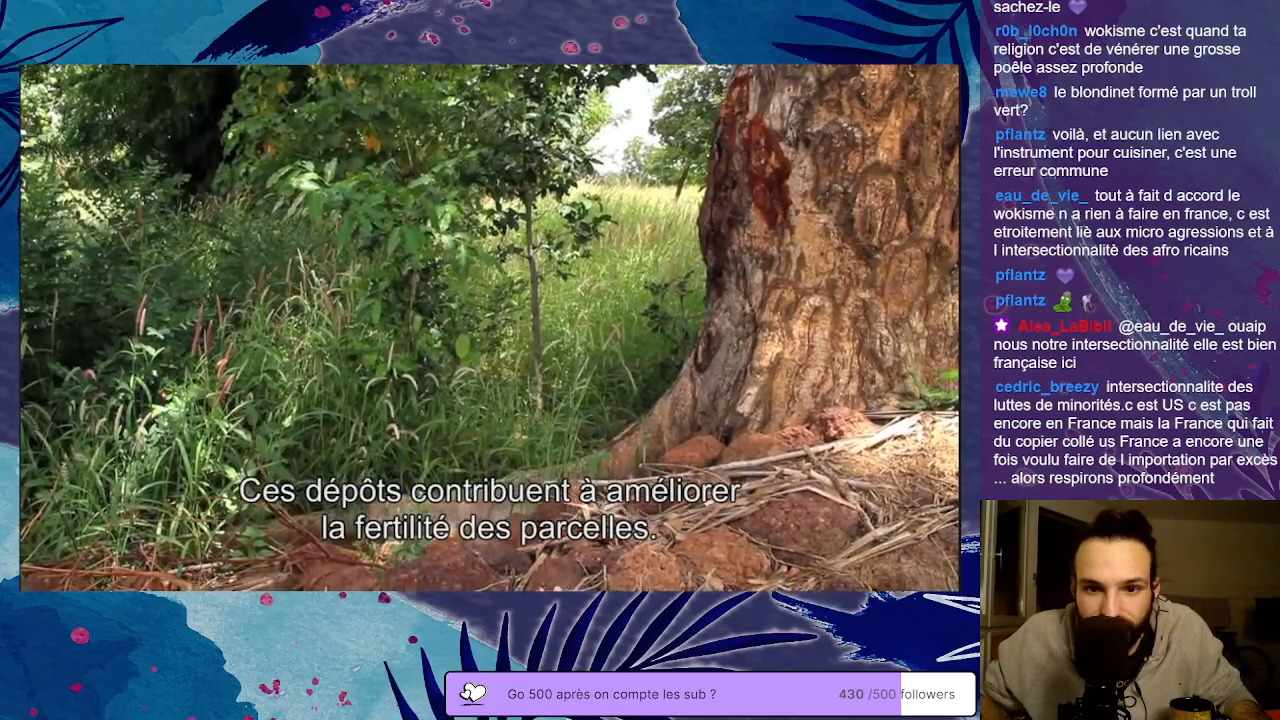 sachez-le
r0b_l0ch0n wokisme c'est quand ta
religion c'est de vénérer une grosse
poêle assez profonde
mewe8 le blondinet formé par un troll
vert?
pflantz voilà, et aucun lien avec
l'instrument pour cuisiner, c'est une
erreur commune
eau_de_vie_ tout à fait d accord le
wokisme n a rien à faire en france, c est
etroitement liè aux micro agressions et à
l intersectionnalitè des afro ricains
pflantz
pflantz
Alea_LaBibli @eau_de_vie_ ouaip
nous notre intersectionnalité elle est bien
française ici
cedric_breezy intersectionnalite des
luttes de minorités.c est US c est pas
encore en France mais la France qui fait
du copier collé us France a encore une
fois voulu faire de l importation par excès
... alors respirons profondément
Ces dépôts contribuent à améliorer
la fertilité des parcelles.
Go 500 après on compte les sub ? 430 /500 followers